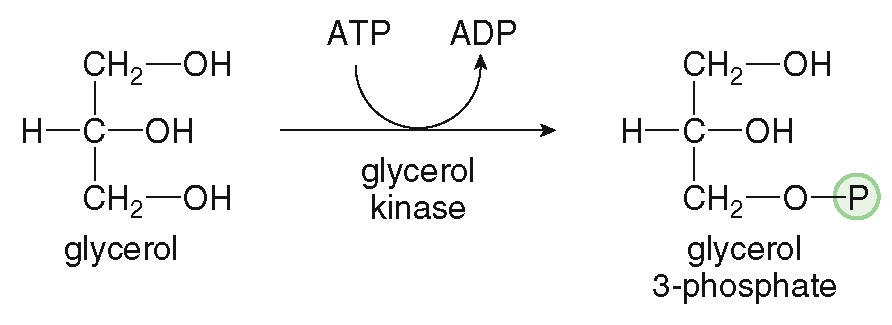 ATP ADP
CH2—OH
H—C—OH
CH2—OH
glycerol
glycerol
kinase
CH2—OH
H—C—OH
CH2—O—P
glycerol
3-phosphate